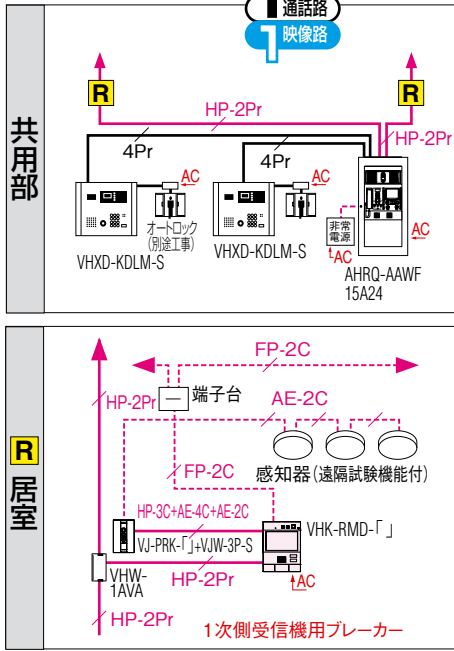 通話路
1 映像路
共用部
R
R
HP-2Pr
HP-2Pr
4Pr
4Pr
AC
AC
オートロック
(別途工事)
非常
電源
AC
AC
VHXD-KDLM-S
VHXD-KDLM-S
AHRQ-AAWF
15A24
R
居室
FP-2C
HP-2Pr
端子台
AE-2C
FP-2C
感知器(遠隔試験機能付)
HP-3C+AE-4C+AE-2C
VHK-RMD-「」
VJ-PRK-「」+VJW-3P-S
VHW-
1AVA
HP-2Pr
AC
HP-2Pr
1次側受信機用ブレーカー